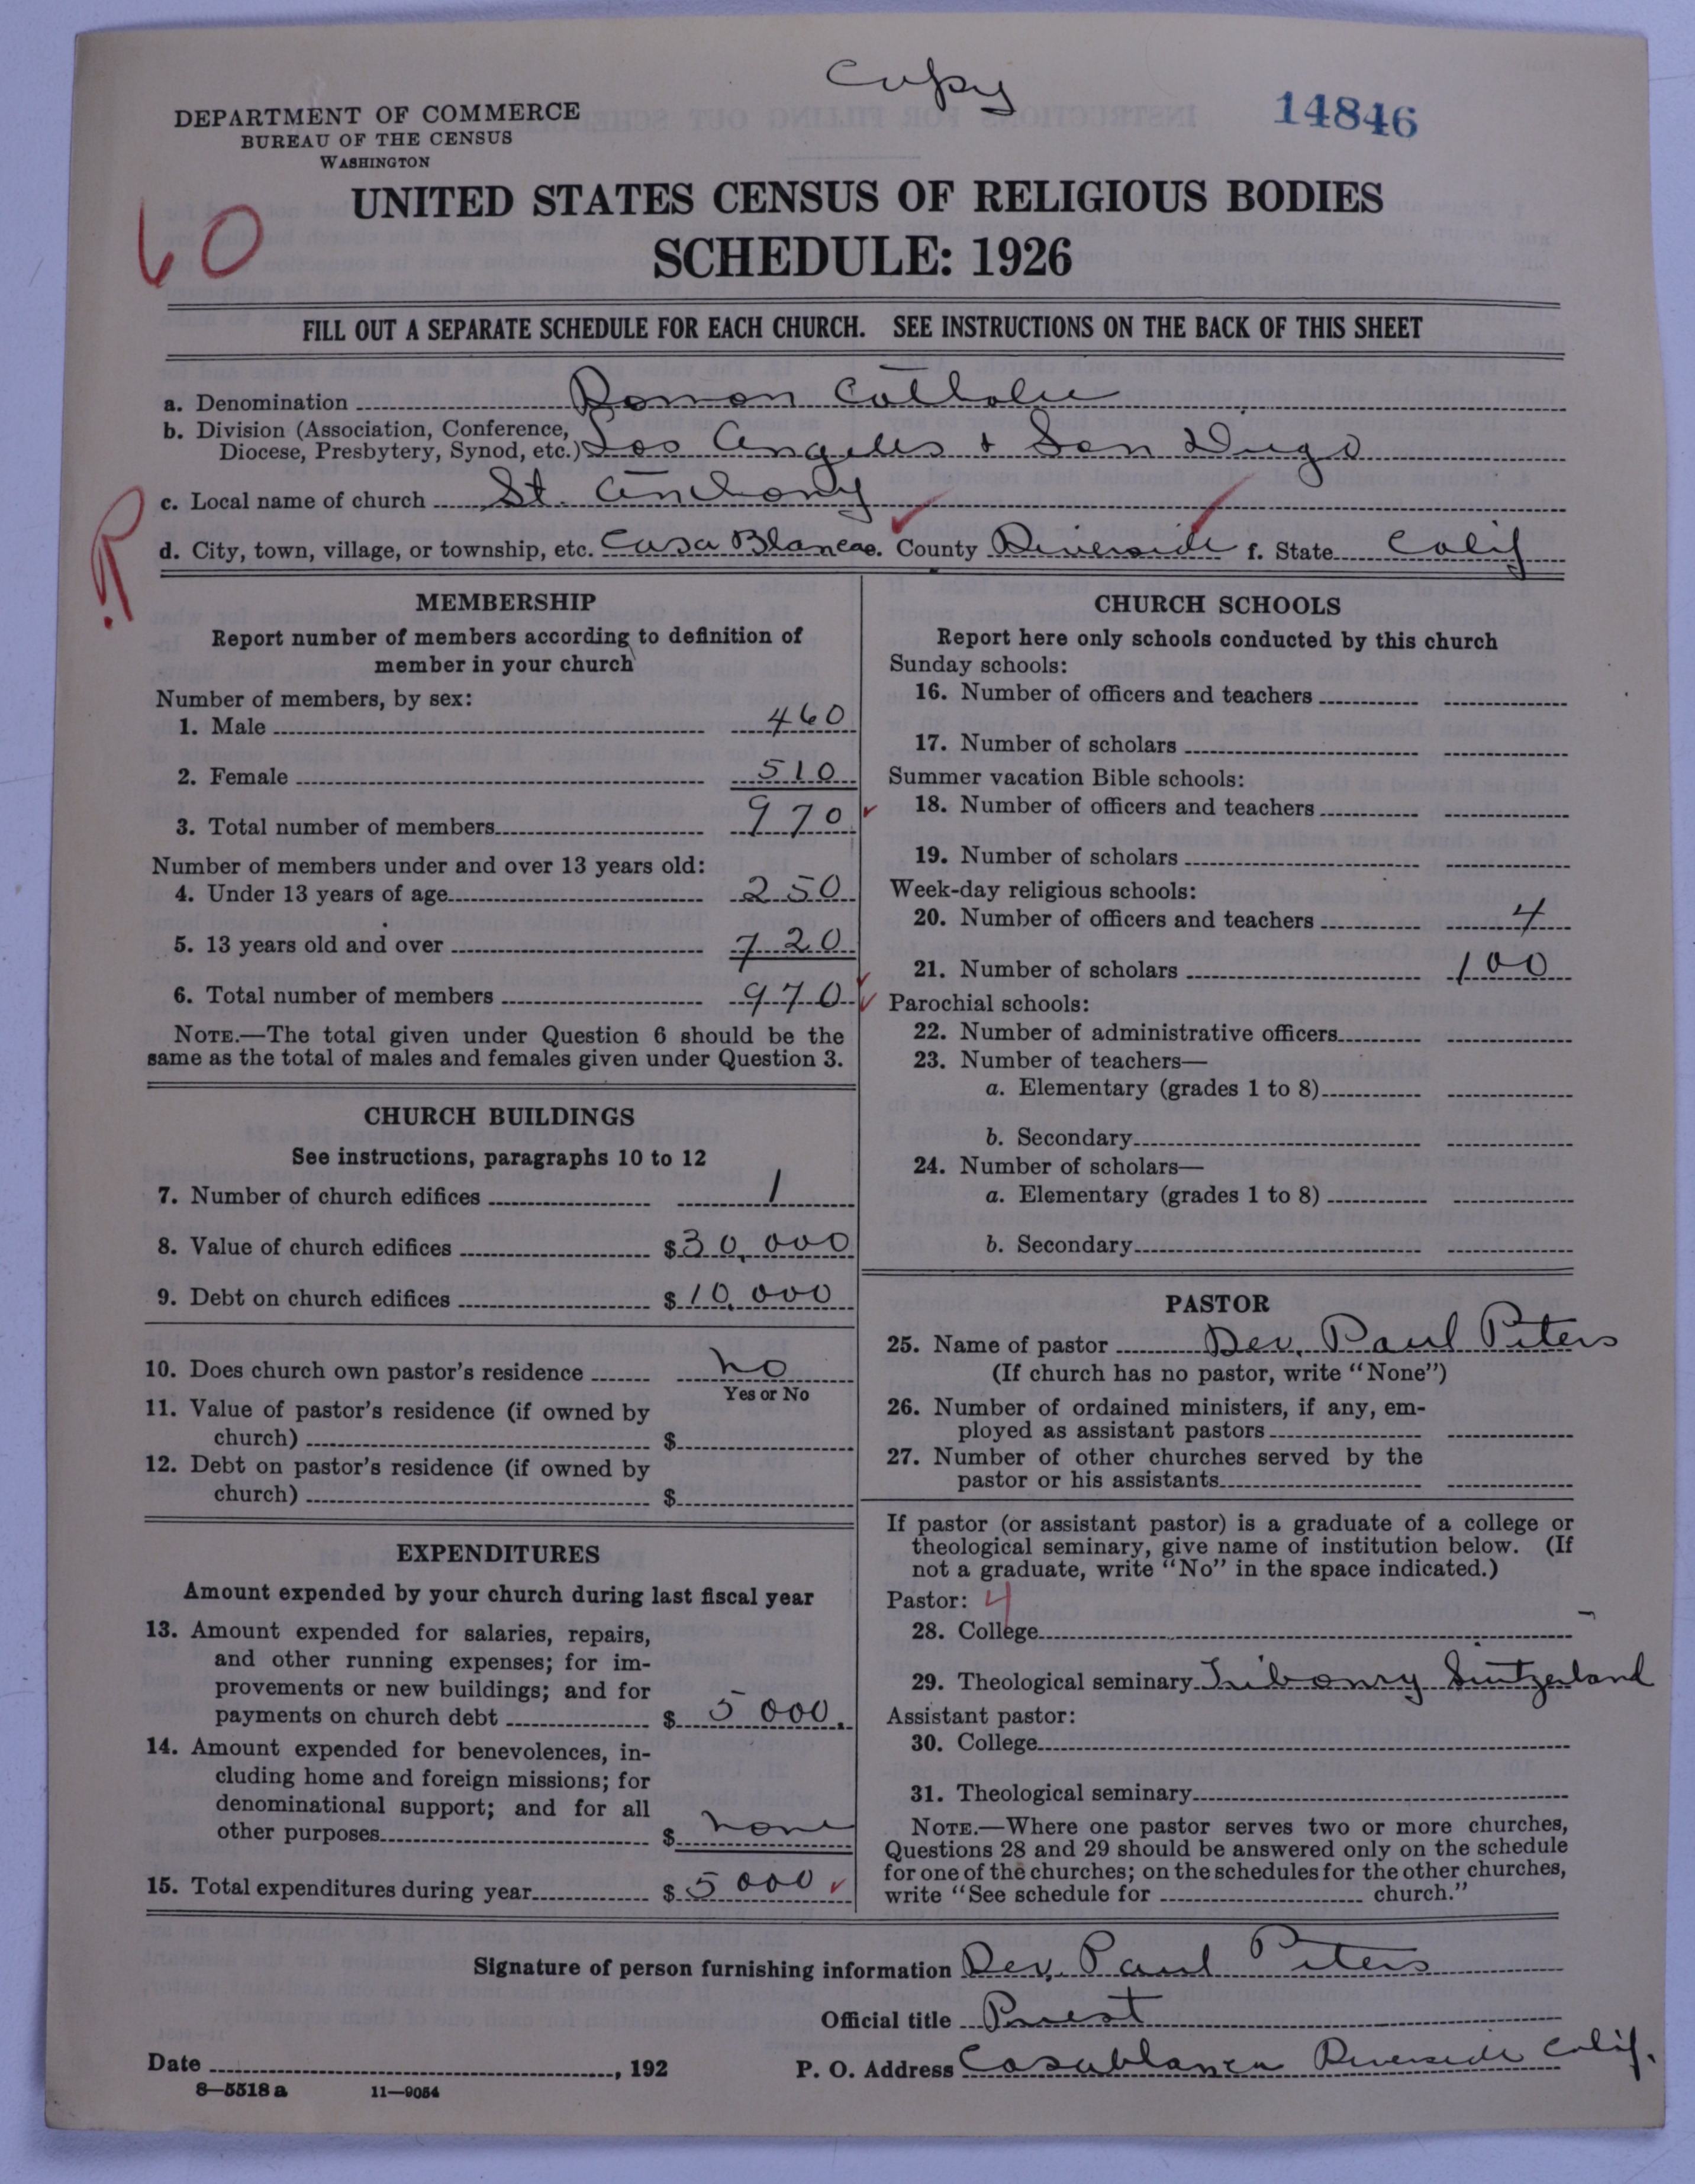 Copy
14846
DEPARTMENT OF COMMERCE
BUREAU OF THE CENSUS
WASHINGTON
60
UNITED STATES CENSUS OF RELIGIOUS BODIES
SCHEDULE: 1926
FILL OUT A SEPARATE SCHEDULE FOR EACH CHURCH. SEE INSTRUCTIONS ON THE BACK OF THIS SHEET
a. Denomination Roman Catholic
b. Division (Association, Conference, Diocese, Presbytery, Synod, etc.) Los Angeles + San Diego
c. Local name of church St. Anthony
R
d. City, town, village, or township, etc. Casa Blanca e. County Riverside f. State Calif
MEMBERSHIP
Report number of members according to definition of
member in your church
Number of members, by sex:
1. Male 460
2. Female 510
3. Total number of members 970 ✓
Number of members under and over 13 years old:
4. Under 13 years of age 250
5. 13 years old and over 720
6. Total number of members 970 ✓
NOTE.—The total given under Question 6 should be the
same as the total of males and females given under Question 3.
CHURCH BUILDINGS
See instructions, paragraphs 10 to 12
7. Number of church edifices 1
8. Value of church edifices $30,000
9. Debt on church edifices $10,000
10. Does church own pastor's residence no
Yes or No
11. Value of pastor's residence (if owned by
church) $
12. Debt on pastor's residence (if owned by
church) $
EXPENDITURES
Amount expended by your church during last fiscal year
13. Amount expended for salaries, repairs,
and other running expenses; for im-
provements or new buildings; and for
payments on church debt $ 5000.
14. Amount expended for benevolences, in-
cluding home and foreign missions; for
denominational support; and for all
other purposes $ none
15. Total expenditures during year $ 5000 ✓
CHURCH SCHOOLS
Report here only schools conducted by this church
Sunday schools:
16. Number of officers and teachers
17. Number of scholars
Summer vacation Bible schools:
18. Number of officers and teachers
19. Number of scholars
Week-day religious schools:
20. Number of officers and teachers 4
21. Number of scholars 100
Parochial schools:
22. Number of administrative officers
23. Number of teachers—
a. Elementary (grades 1 to 8)
b. Secondary
24. Number of scholars—
a. Elementary (grades 1 to 8)
b. Secondary
PASTOR
25. Name of pastor Rev. Paul Peters
(If church has no pastor, write "None")
26. Number of ordained ministers, if any, em-
ployed as assistant pastors
27. Number of other churches served by the
pastor or his assistants
If pastor (or assistant pastor) is a graduate of a college or
theological seminary, give name of institution below. (If
not a graduate, write "No" in the space indicated.)
Pastor: 4
28. College
29. Theological seminary Switzerland
Assistant pastor:
30. College
31. Theological seminary
NOTE.—Where one pastor serves two or more churches,
Questions 28 and 29 should be answered only on the schedule
for one of the churches; on the schedules for the other churches,
write "See schedule for church."
Signature of person furnishing information Rev. Paul Peters
Official title Priest
Date , 192
P. O. Address Casablanca Riverside Calif.
8—5518 a
11—9054